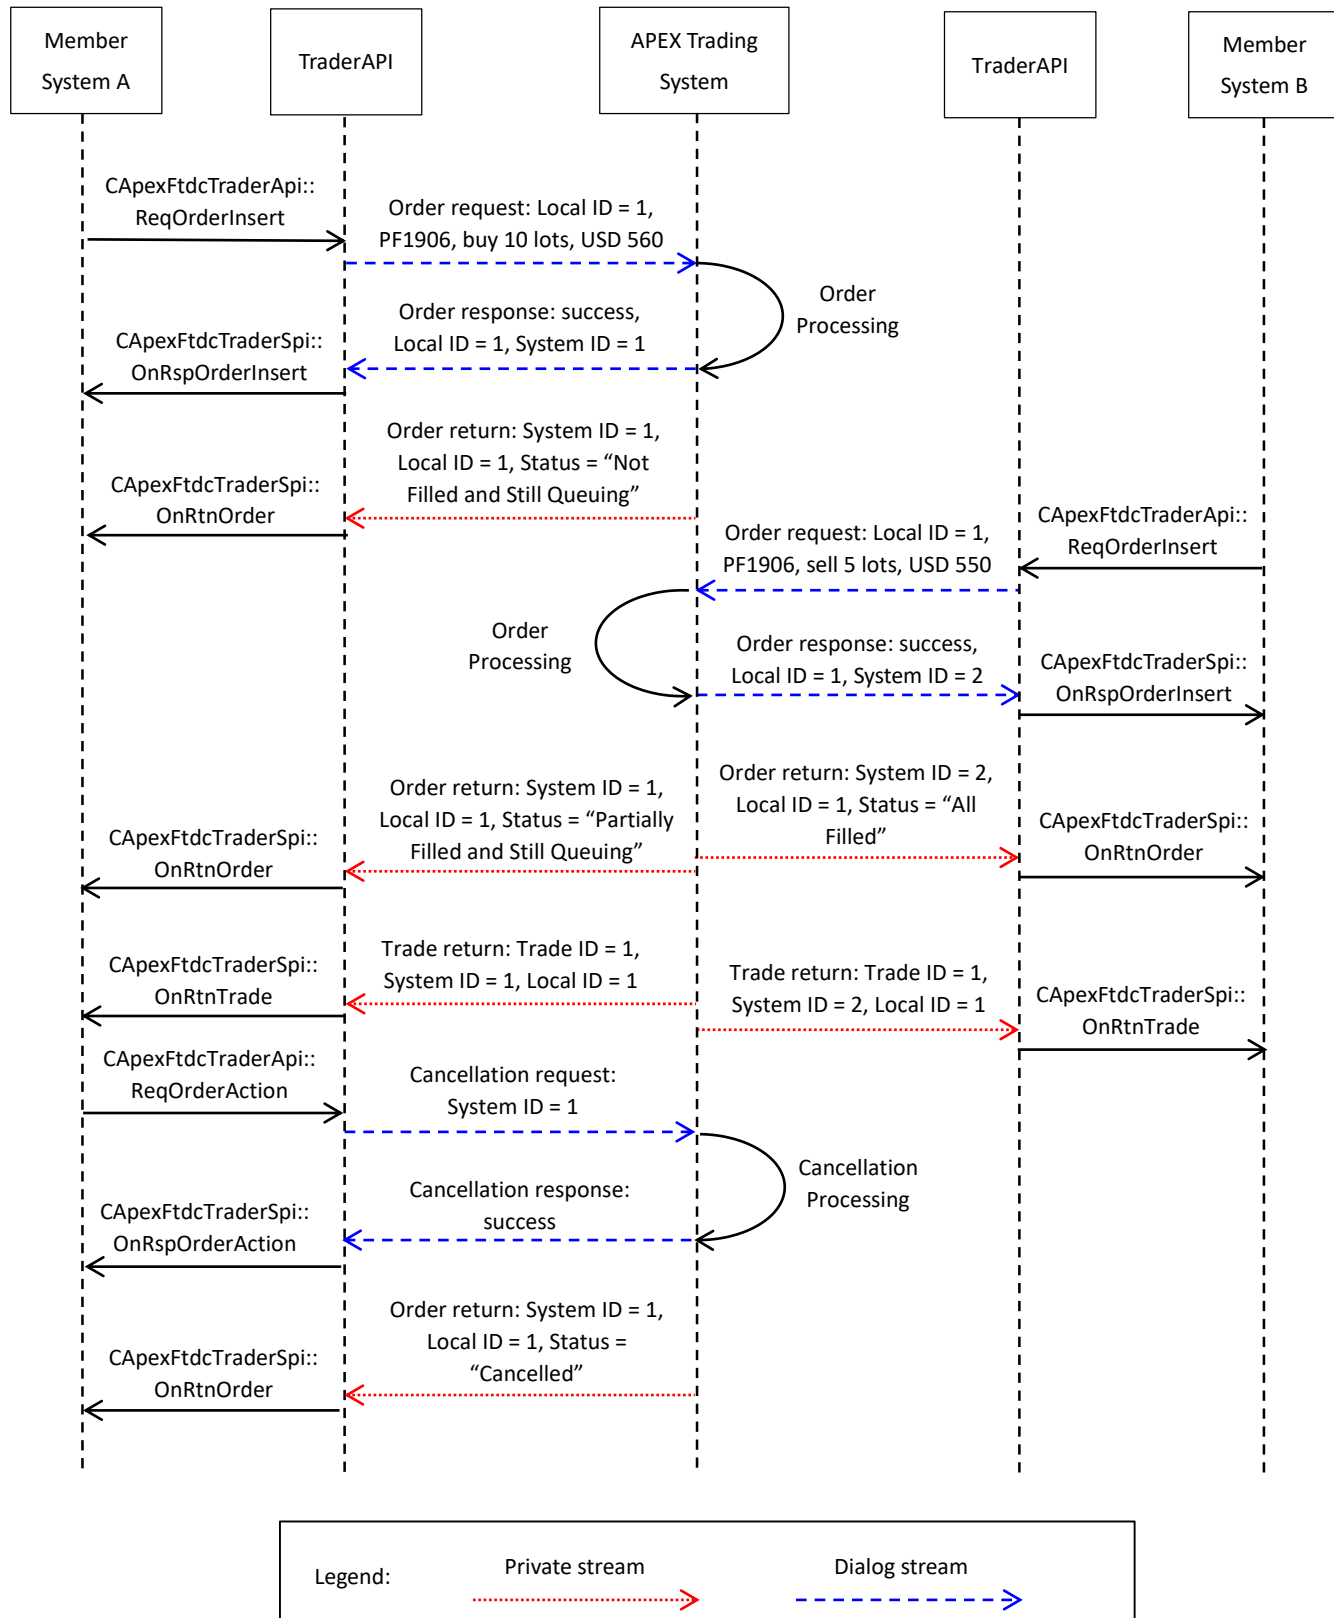 Member
System A
TraderAPI
APEX Trading
System
TraderAPI
Member
System B
CApexFtdcTraderApi::
ReqOrderInsert
Order request: Local ID = 1,
PF1906, buy 10 lots, USD 560
Order
Processing
Order response: success,
Local ID = 1, System ID = 1
CApexFtdcTraderSpi::
OnRspOrderInsert
Order return: System ID = 1,
Local ID = 1, Status = “Not
Filled and Still Queuing”
CApexFtdcTraderSpi::
OnRtnOrder
CApexFtdcTraderApi::
ReqOrderInsert
Order request: Local ID = 1,
PF1906, sell 5 lots, USD 550
Order
Processing
Order response: success,
Local ID = 1, System ID = 2
CApexFtdcTraderSpi::
OnRspOrderInsert
Order return: System ID = 1,
Local ID = 1, Status = “Partially
Filled and Still Queuing”
Order return: System ID = 2,
Local ID = 1, Status = “All
Filled”
CApexFtdcTraderSpi::
OnRtnOrder
CApexFtdcTraderSpi::
OnRtnOrder
Trade return: Trade ID = 1,
System ID = 1, Local ID = 1
CApexFtdcTraderSpi::
OnRtnTrade
Trade return: Trade ID = 1,
System ID = 2, Local ID = 1
CApexFtdcTraderSpi::
OnRtnTrade
CApexFtdcTraderApi::
ReqOrderAction
Cancellation request:
System ID = 1
Cancellation
Processing
Cancellation response:
success
CApexFtdcTraderSpi::
OnRspOrderAction
Order return: System ID = 1,
Local ID = 1, Status =
“Cancelled”
CApexFtdcTraderSpi::
OnRtnOrder
Legend:
Private stream
Dialog stream